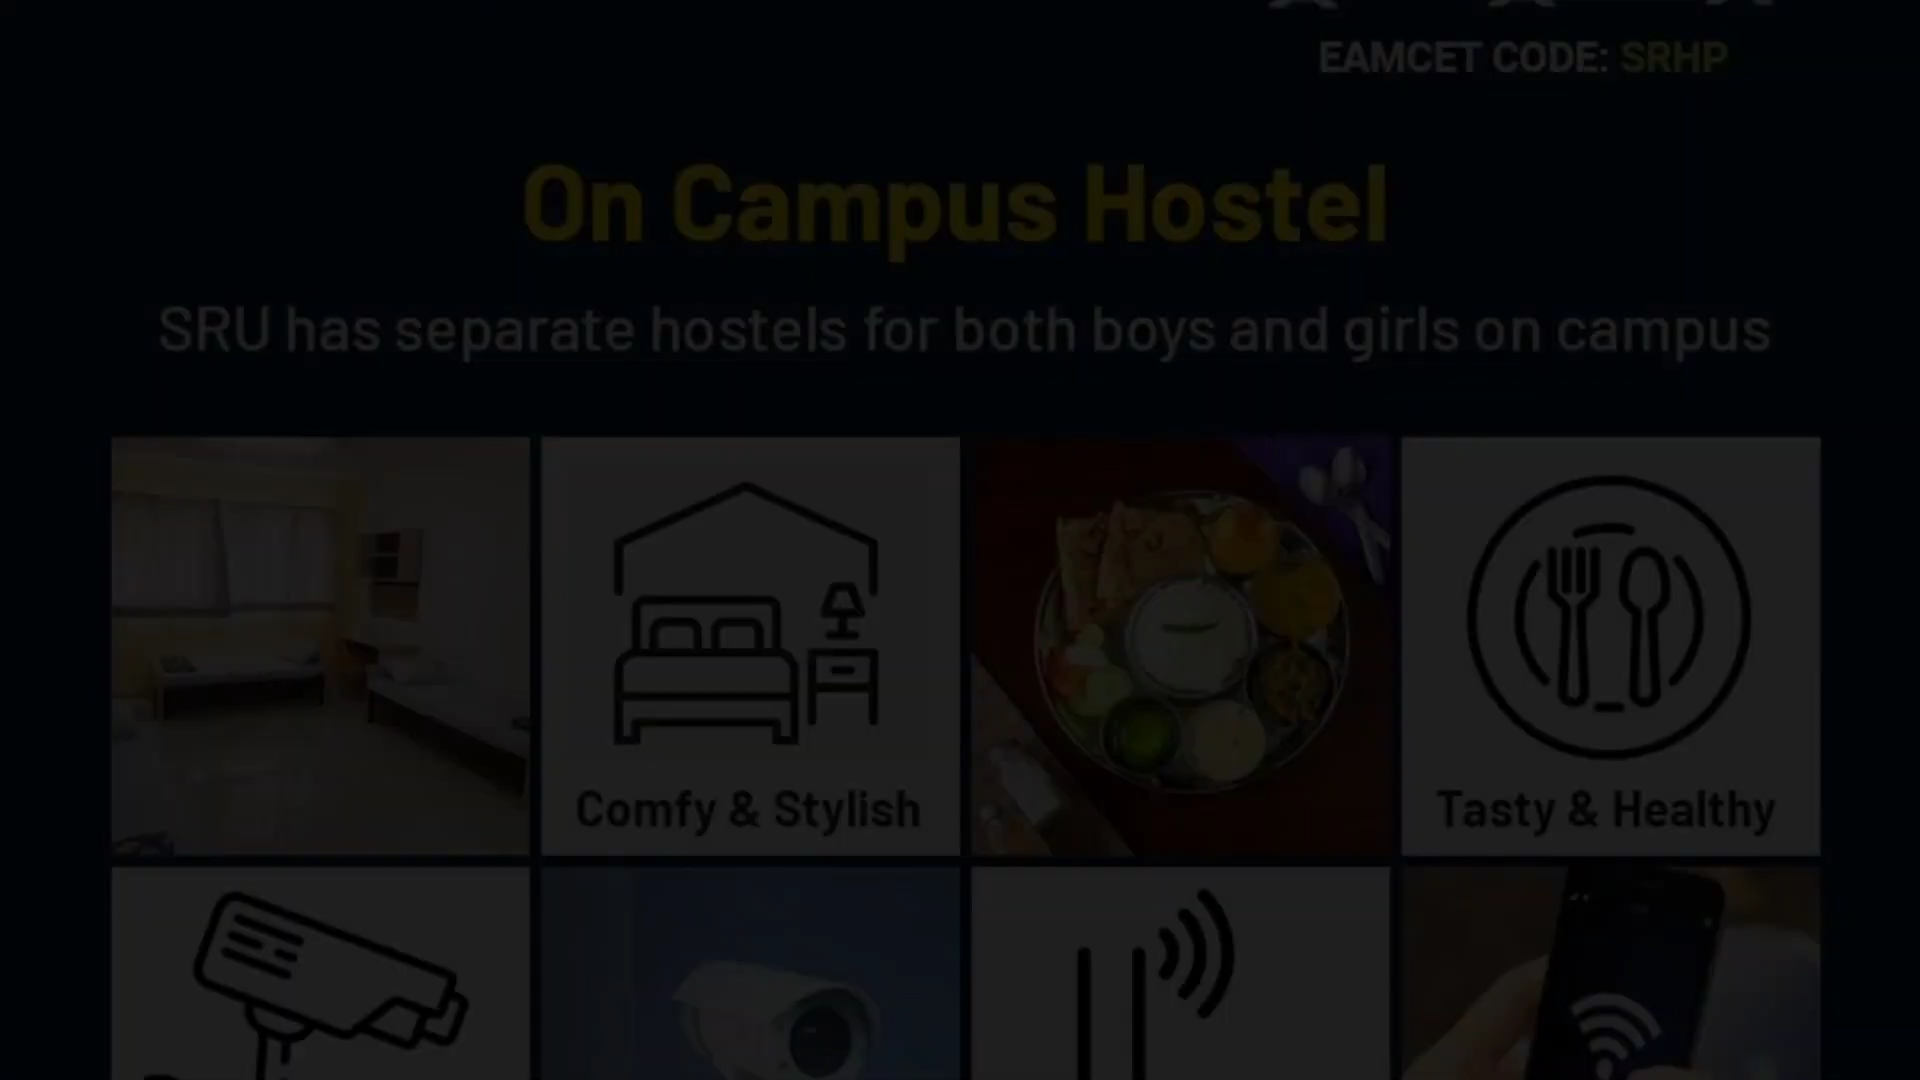 EAMCET CODE: SRHP
On Campus Hostel
SRU has separate hostels for both boys and girls on campus
Comfy & Stylish
Tasty & Healthy